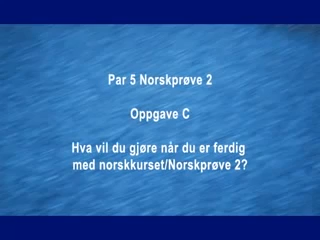 Par 5 Norskprøve 2
Oppgave C
Hva vil du gjøre når du er ferdig
med norskkurset/Norskprøve 2?